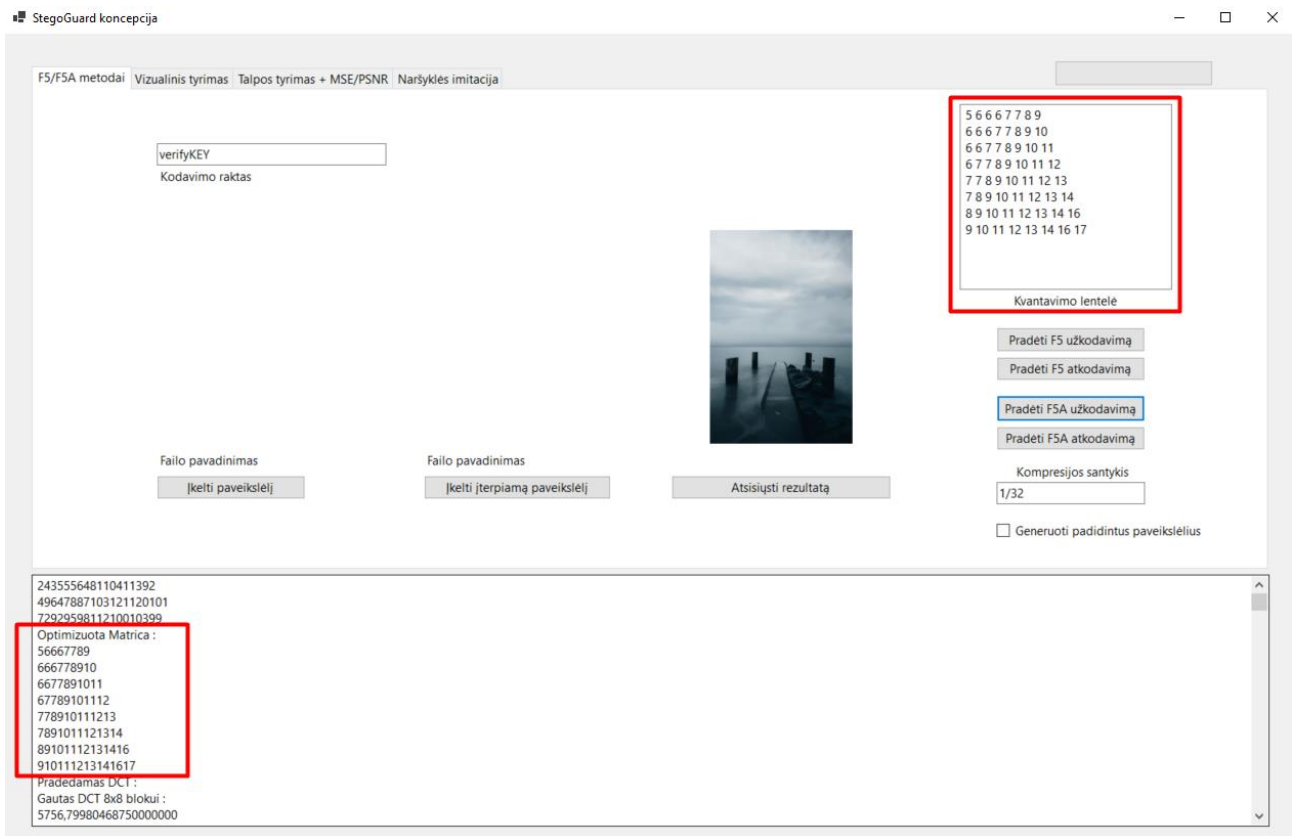 StegoGuard koncepcija
F5/F5A metodai Vizualinis tyrimas Talpos tyrimas + MSE/PSNR Naršyklės imitacija
verifyKEY
Kodavimo raktas
5 6 6 6 7 7 8 9
6 6 6 7 7 8 9 10
6 6 7 7 8 9 10 11
6 7 7 8 9 10 11 12
7 7 8 9 10 11 12 13
7 8 9 10 11 12 13 14
8 9 10 11 12 13 14 16
9 10 11 12 13 14 16 17
Kvantavimo lentelė
Pradėti F5 užkodavimą
Pradėti F5 atkodavimą
Pradėti F5A užkodavimą
Pradėti F5A atkodavimą
Failo pavadinimas
Įkelti paveikslėlį
Failo pavadinimas
Įkelti įterpiamą paveikslėlį
Atsisiųsti rezultatą
Kompresijos santykis
1/32
Generuoti padidintus paveikslėlius
243555648110411392
49647887103121120101
7292959811210010399
Optimizuota Matrica :
56667789
666778910
6677891011
67789101112
778910111213
7891011121314
89101112131416
910111213141617
Pradedamas DCT :
Gautas DCT 8x8 blokui :
5756,79980468750000000